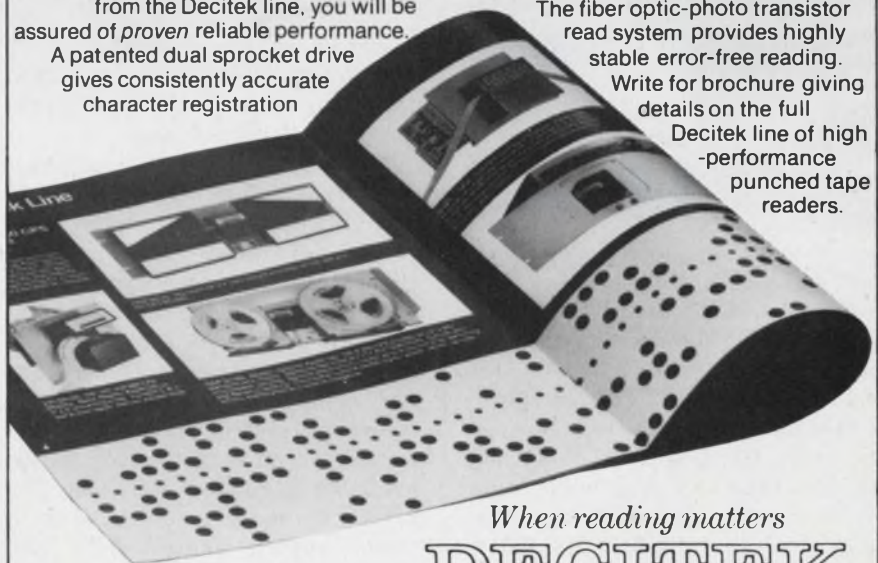 from the Decitek line, you will be
assured of proven reliable performance.
A patented dual sprocket drive
gives consistently accurate
character registration
The fiber optic-photo transistor
read system provides highly
stable error-free reading.
Write for brochure giving
details on the full
Decitek line of high
-performance
punched tape
readers.
k Line
When reading matters
DECITEK